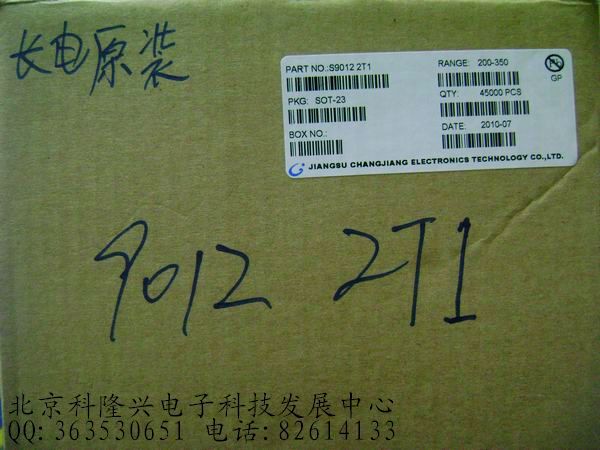 长电原装
PART NO.:S9012 2T1
RANGE: 200-350
PKG: SOT-23
QTY: 45000 PCS
BOX NO.:
DATE: 2010-07
GP
JIANGSU CHANGJIANG ELECTRONICS TECHNOLOGY CO.,LTD.
9012 2T1
北京科隆兴电子科技发展中心
QQ:363530651 电话:82614133